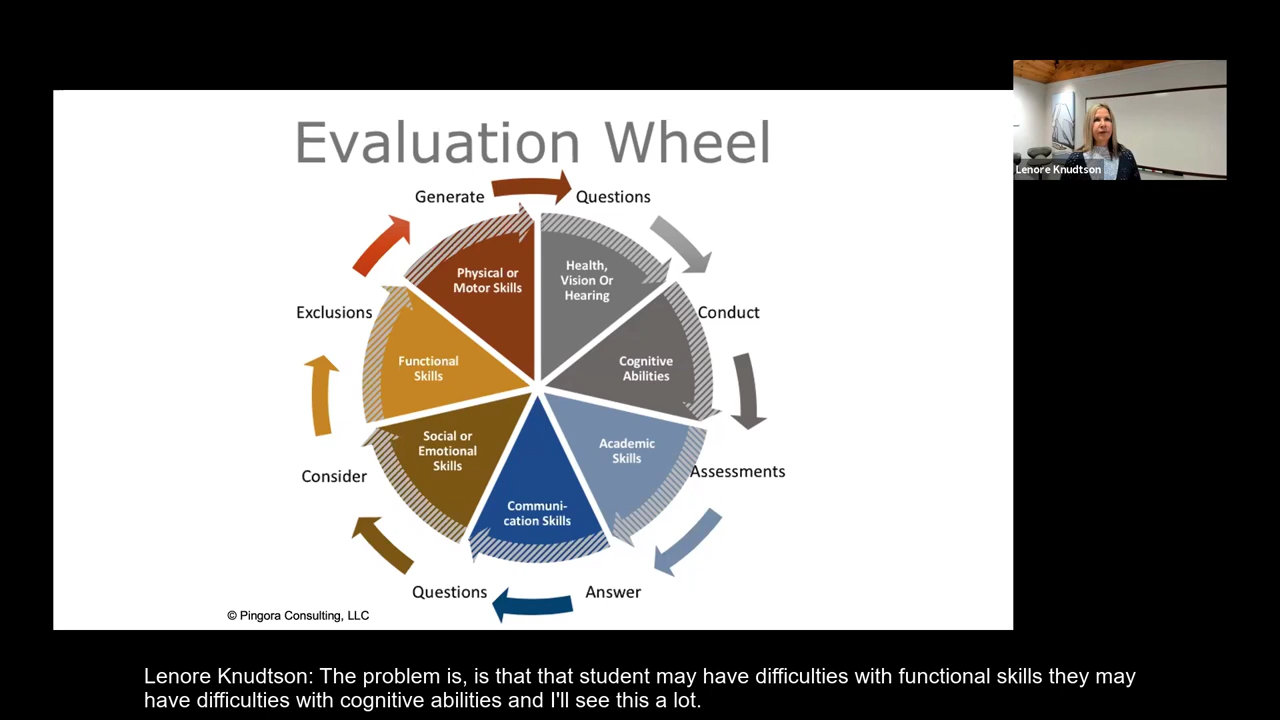 Evaluation Wheel
Generate
Questions
Physical or
Motor Skills
Health,
Vision Or
Hearing
Exclusions
Conduct
Functional
Skills
Cognitive
Abilities
Social or
Emotional
Skills
Academic
Skills
Consider
Assessments
Communi-
cation Skills
Questions
Answer
© Pingora Consulting, LLC
Lenore Knudtson
Lenore Knudtson: The problem is, is that that student may have difficulties with functional skills they may
have difficulties with cognitive abilities and I'll see this a lot.